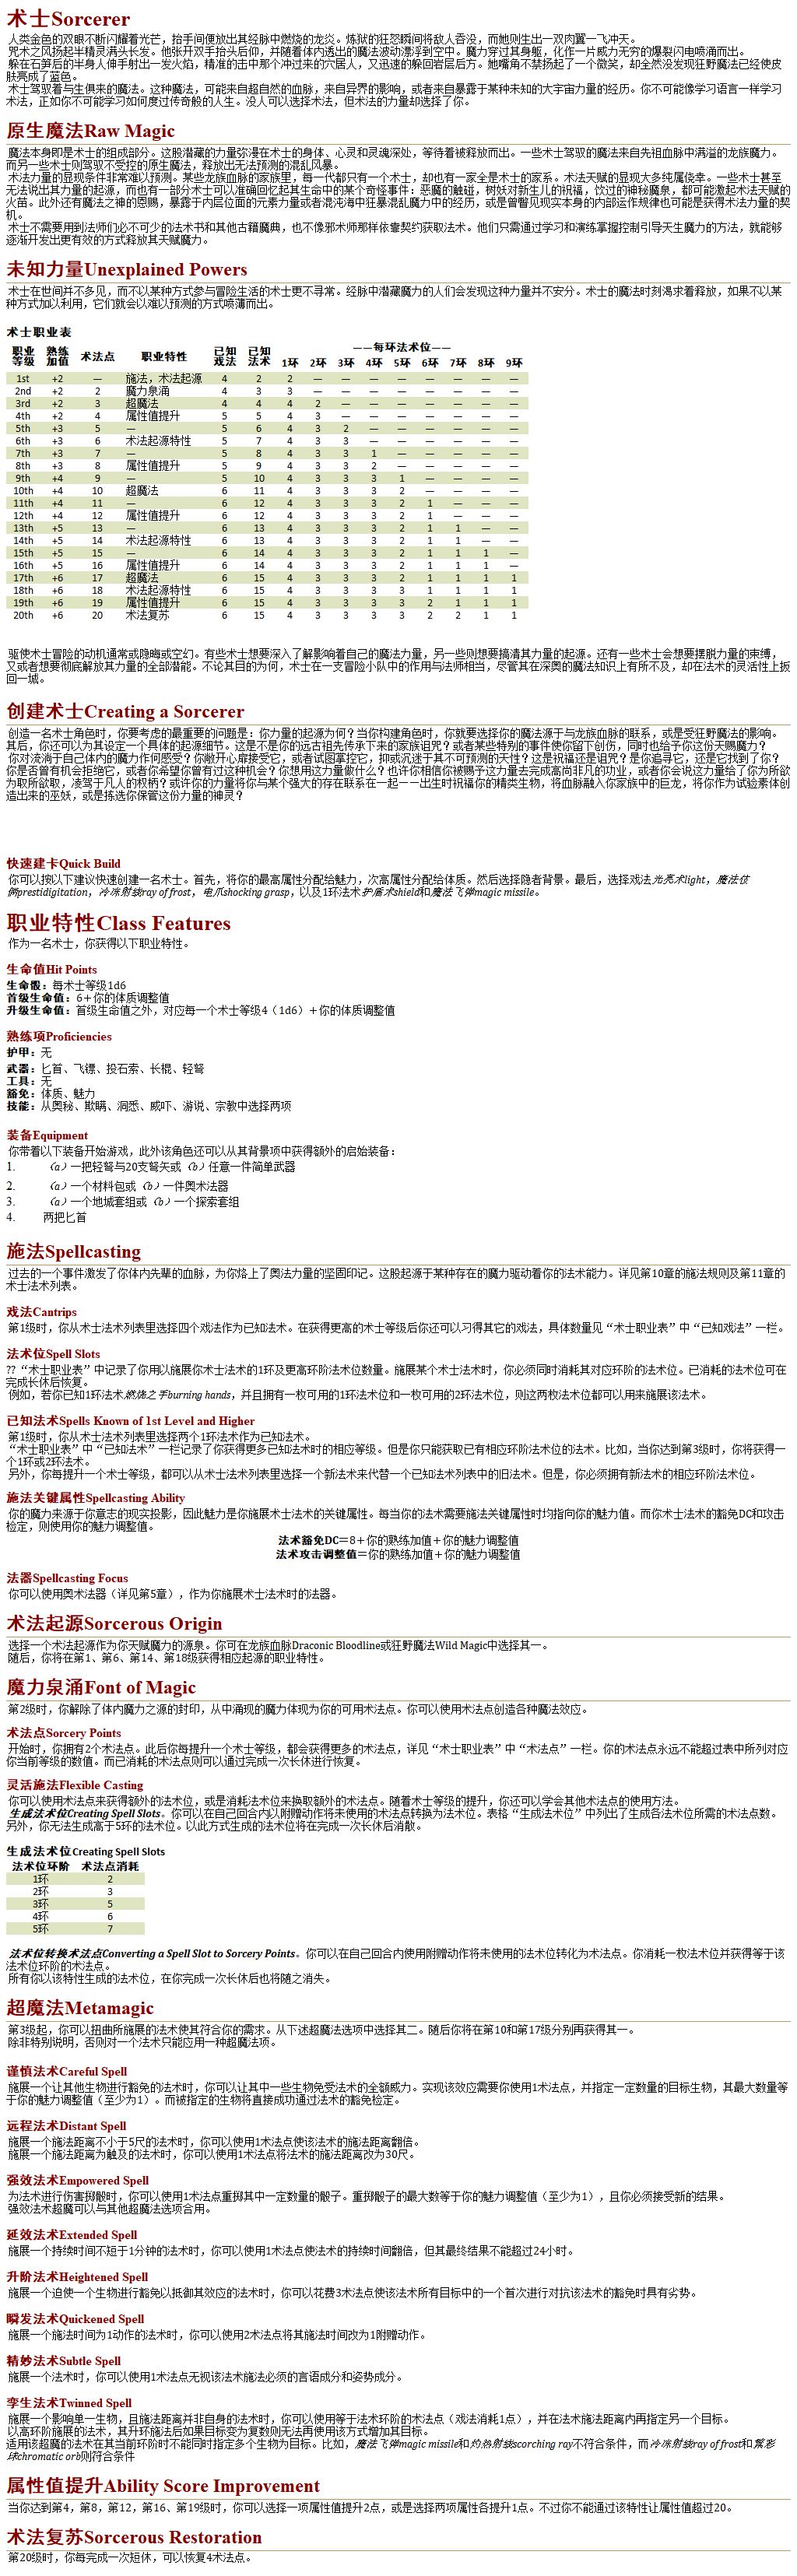 术士Sorcerer
人类金色的双眼不断闪耀着光芒，抬手间便放出其经脉中燃烧的龙炎。炼狱的狂怒瞬间将敌人吞没，而她则生出一双肉翼一飞冲天。
咒术之风扬起半精灵满头长发。他张开双手抬头后仰，并随着体内透出的魔法波动漂浮到空中。魔力穿过其身躯，化作一片威力无穷的爆裂闪电喷涌而出。
躲在石笋后的半身人伸手射出一发火焰，精准的击中那个冲过来的穴居人，又迅速的躲回岩层后方。她嘴角不禁扬起了一个微笑，却全然没发现狂野魔法已经使皮
肤亮成了蓝色。
术士驾驭着与生俱来的魔法。这种魔法，可能来自超自然的血脉，来自异界的影响，或者来自暴露于某种未知的大宇宙力量的经历。你不可能像学习语言一样学习
术法，正如你不可能学习如何度过传奇般的人生。没人可以选择术法，但术法的力量却选择了你。
原生魔法Raw Magic
魔法本身即是术士的组成部分。这股潜藏的力量弥漫在术士的身体、心灵和灵魂深处，等待着被释放而出。一些术士驾驭的魔法来自先祖血脉中满溢的龙族魔力。
而另一些术士则驾驭不受控的原生魔法，释放出无法预测的混乱风暴。
术法力量的显现条件非常难以预测。某些龙族血脉的家族里，每一代都只有一个术士，却也有一家全是术士的家系。术法天赋的显现大多纯属侥幸。一些术士甚至
无法说出其力量的起源，而也有一部分术士可以准确回忆起其生命中的某个奇怪事件：恶魔的触碰，树妖对新生儿的祝福，饮过的神秘魔泉，都可能激起术法天赋的
火苗。此外还有魔法之神的恩赐，暴露于内层位面的元素力量或者混沌海中狂暴混乱魔力中的经历，或是曾瞥见现实本身的内部运作规律也可能是获得术法力量的契
机。
术士不需要用到法师们必不可少的法术书和其他古籍魔典，也不像邪术师那样依靠契约获取法术。他们只需通过学习和演练掌握控制引导天生魔力的方法，就能够
逐渐开发出更有效的方式释放其天赋魔力。
未知力量Unexplained Powers
术士在世间并不多见，而不以某种方式参与冒险生活的术士更不寻常。经脉中潜藏魔力的人们会发现这种力量并不安分。术士的魔法时刻渴求着释放，如果不以某
种方式加以利用，它们就会以难以预测的方式喷薄而出。
术士职业表
职业等级 熟练加值 术法点 职业特性 已知戏法 已知法术 ——每环法术位——
1环 2环 3环 4环 5环 6环 7环 8环 9环
1st +2 — 施法，术法起源 4 2 2 — — — — — — — —
2nd +2 2 魔力泉涌 4 3 3 — — — — — — — —
3rd +2 3 超魔法 4 4 4 2 — — — — — — —
4th +2 4 属性值提升 5 5 4 3 — — — — — — —
5th +3 5 — 5 6 4 3 2 — — — — — —
6th +3 6 术法起源特性 5 7 4 3 3 — — — — — —
7th +3 7 — 5 8 4 3 3 1 — — — — —
8th +3 8 属性值提升 5 9 4 3 3 2 — — — — —
9th +4 9 — 5 10 4 3 3 3 1 — — — —
10th +4 10 超魔法 6 11 4 3 3 3 2 — — — —
11th +4 11 — 6 12 4 3 3 3 2 1 — — —
12th +4 12 属性值提升 6 12 4 3 3 3 2 1 — — —
13th +5 13 — 6 13 4 3 3 3 2 1 1 — —
14th +5 14 术法起源特性 6 13 4 3 3 3 2 1 1 — —
15th +5 15 — 6 14 4 3 3 3 2 1 1 1 —
16th +5 16 属性值提升 6 14 4 3 3 3 2 1 1 1 —
17th +6 17 超魔法 6 15 4 3 3 3 2 1 1 1 1
18th +6 18 术法起源特性 6 15 4 3 3 3 3 1 1 1 1
19th +6 19 属性值提升 6 15 4 3 3 3 3 2 1 1 1
20th +6 20 术法复苏 6 15 4 3 3 3 3 2 2 1 1
驱使术士冒险的动机通常或隐晦或空幻。有些术士想要深入了解影响着自己的魔法力量，另一些则想要搞清其力量的起源。还有一些术士会想要摆脱力量的束缚，
又或者想要彻底解放其力量的全部潜能。不论其目的为何，术士在一支冒险小队中的作用与法师相当，尽管其在深奥的魔法知识上有所不及，却在法术的灵活性上扳
回一城。
创建术士Creating a Sorcerer
创造一名术士角色时，你要考虑的最重要的问题是：你力量的起源为何？当你构建角色时，你就要选择你的魔法源于与龙族血脉的联系，或是受狂野魔法的影响。
其后，你还可以为其设定一个具体的起源细节。这是不是你的远古祖先传承下来的家族诅咒？或者某些特别的事件使你留下创伤，同时也给予你这份天赐魔力？
你对流淌于自己体内的魔力作何感受？你敞开心扉接受它，或者试图掌控它，抑或沉迷于其不可预测的天性？这是祝福还是诅咒？是你追寻它，还是它找到了你？
你是否曾有机会拒绝它，或者你希望你曾有过这种机会？你想用这力量做什么？也许你相信你被赐予这力量去完成高尚非凡的功业，或者你会说这力量给了你为所欲
为取所欲取，凌驾于凡人的权柄？或许你的力量将你与某个强大的存在联系在一起——出生时祝福你的精类生物，将血脉融入你家族中的巨龙，将你作为试验素体创
造出来的巫妖，或是拣选你保管这份力量的神灵？
快速建卡Quick Build
你可以按以下建议快速创建一名术士。首先，将你的最高属性分配给魅力，次高属性分配给体质。然后选择隐者背景。最后，选择戏法光亮术light，魔法伎
俩prestidigitation，冷冻射线ray of frost，电爪shocking grasp，以及1环法术护盾术shield和魔法飞弹magic missile。
职业特性Class Features
作为一名术士，你获得以下职业特性。
生命值Hit Points
生命骰：每术士等级1d6
首级生命值：6+你的体质调整值
升级生命值：首级生命值之外，对应每一个术士等级4（1d6）+你的体质调整值
熟练项Proficiencies
护甲：无
武器：匕首、飞镖、投石索、长棍、轻弩
工具：无
豁免：体质、魅力
技能：从奥秘、欺瞒、洞悉、威吓、游说、宗教中选择两项
装备Equipment
你带着以下装备开始游戏，此外该角色还可以从其背景项中获得额外的启始装备：
1. （a）一把轻弩与20支弩矢或（b）任意一件简单武器
2. （a）一个材料包或（b）一件奥术法器
3. （a）一个地城套组或（b）一个探索套组
4. 两把匕首
施法Spellcasting
过去的一个事件激发了你体内先辈的血脉，为你烙上了奥法力量的坚固印记。这股起源于某种存在的魔力驱动着你的法术能力。详见第10章的施法规则及第11章的
术士法术列表。
戏法Cantrips
第1级时，你从术士法术列表里选择四个戏法作为已知法术。在获得更高的术士等级后你还可以习得其它的戏法，具体数量见“术士职业表”中“已知戏法”一栏。
法术位Spell Slots
??“术士职业表”中记录了你用以施展你术士法术的1环及更高环阶法术位数量。施展某个术士法术时，你必须同时消耗其对应环阶的法术位。已消耗的法术位可在
完成长休后恢复。
例如，若你已知1环法术燃烧之手burning hands，并且拥有一枚可用的1环法术位和一枚可用的2环法术位，则这两枚法术位都可以用来施展该法术。
已知法术Spells Known of 1st Level and Higher
第1级时，你从术士法术列表里选择两个1环法术作为已知法术。
“术士职业表”中“已知法术”一栏记录了你获得更多已知法术时的相应等级。但是你只能获取已有相应环阶法术位的法术。比如，当你达到第3级时，你将获得一
个1环或2环法术。
另外，你每提升一个术士等级，都可以从术士法术列表里选择一个新法术来代替一个已知法术列表中的旧法术。但是，你必须拥有新法术的相应环阶法术位。
施法关键属性Spellcasting Ability
你的魔力来源于你意志的现实投影，因此魅力是你施展术士法术的关键属性。每当你的法术需要施法关键属性时均指向你的魅力值。而你术士法术的豁免DC和攻击
检定，则使用你的魅力调整值。
法术豁免DC=8+你的熟练加值+你的魅力调整值
法术攻击调整值=你的熟练加值+你的魅力调整值
法器Spellcasting Focus
你可以使用奥术法器（详见第5章），作为你施展术士法术时的法器。
术法起源Sorcerous Origin
选择一个术法起源作为你天赋魔力的源泉。你可在龙族血脉Draconic Bloodline或狂野魔法Wild Magic中选择其一。
随后，你将在第1、第6、第14、第18级获得相应起源的职业特性。
魔力泉涌Font of Magic
第2级时，你解除了体内魔力之源的封印，从中涌现的魔力体现为你的可用术法点。你可以使用术法点创造各种魔法效应。
术法点Sorcery Points
开始时，你拥有2个术法点。此后你每提升一个术士等级，都会获得更多的术法点，详见“术士职业表”中“术法点”一栏。你的术法点永远不能超过表中所列对应
你当前等级的数值。而已消耗的术法点则可以通过完成一次长休进行恢复。
灵活施法Flexible Casting
你可以使用术法点来获得额外的法术位，或是消耗法术位来换取额外的术法点。随着术士等级的提升，你还可以学会其他术法点的使用方法。
生成法术位Creating Spell Slots。你可以在自己回合内以附赠动作将未使用的术法点转换为法术位。表格“生成法术位”中列出了生成各法术位所需的术法点数。
另外，你无法生成高于5环的法术位。以此方式生成的法术位将在完成一次长休后消散。
生成法术位Creating Spell Slots
法术位环阶 术法点消耗
1环 2
2环 3
3环 5
4环 6
5环 7
法术位转换术法点Converting a Spell Slot to Sorcery Points。你可以在自己回合内使用附赠动作将未使用的法术位转化为术法点。你消耗一枚法术位并获得等于该
法术位环阶的术法点。
所有你以该特性生成的法术位，在你完成一次长休后也将随之消失。
超魔法Metamagic
第3级起，你可以扭曲所施展的法术使其符合你的需求。从下述超魔法选项中选择其二。随后你将在第10和第17级分别再获得其一。
除非特别说明，否则对一个法术只能应用一种超魔法项。
谨慎法术Careful Spell
施展一个让其他生物进行豁免的法术时，你可以让其中一些生物免受法术的全额威力。实现该效应需要你使用1术法点，并指定一定数量的目标生物，其最大数量等
于你的魅力调整值（至少为1）。而被指定的生物将直接成功通过法术的豁免检定。
远程法术Distant Spell
施展一个施法距离不小于5尺的法术时，你可以使用1术法点使该法术的施法距离翻倍。
施展一个施法距离为触及的法术时，你可以使用1术法点将法术的施法距离改为30尺。
强效法术Empowered Spell
为法术进行伤害掷骰时，你可以使用1术法点重掷其中一定数量的骰子。重掷骰子的最大数等于你的魅力调整值（至少为1），且你必须接受新的结果。
强效法术超魔可以与其他超魔法选项合用。
延效法术Extended Spell
施展一个持续时间不短于1分钟的法术时，你可以使用1术法点使法术的持续时间翻倍，但其最终结果不能超过24小时。
升阶法术Heightened Spell
施展一个迫使一个生物进行豁免以抵御其效应的法术时，你可以花费3术法点使该法术所有目标中的一个首次进行对抗该法术的豁免时具有劣势。
瞬发法术Quickened Spell
施展一个施法时间为1动作的法术时，你可以使用2术法点将其施法时间改为1附赠动作。
精妙法术Subtle Spell
施展一个法术时，你可以使用1术法点无视该法术施法必须的言语成分和姿势成分。
孪生法术Twinned Spell
施展一个影响单一生物，且施法距离并非自身的法术时，你可以使用等于法术环阶的术法点（戏法消耗1点），并在法术施法距离内再指定另一个目标。
以高环阶施展的法术，其升环施法后如果目标变为复数则无法再使用该方式增加其目标。
适用该超魔的法术在其当前环阶时不能同时指定多个生物为目标。比如，魔法飞弹magic missile和灼热射线scorching ray不符合条件，而冷冻射线ray of frost和繁彩
球chromatic orb则符合条件
属性值提升Ability Score Improvement
当你达到第4，第8，第12，第16、第19级时，你可以选择一项属性值提升2点，或是选择两项属性各提升1点。不过你不能通过该特性让属性值超过20。
术法复苏Sorcerous Restoration
第20级时，你每完成一次短休，可以恢复4术法点。